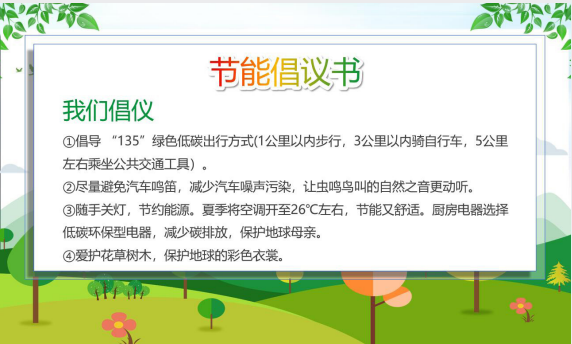 节能倡议书
我们倡仪
①倡导 “135”绿色低碳出行方式(1公里以内步行，3公里以内骑自行车，5公里
左右乘坐公共交通工具）。
②尽量避免汽车鸣笛，减少汽车噪声污染，让虫鸣鸟叫的自然之音更动听。
③随手关灯，节约能源。夏季将空调开至26℃左右，节能又舒适。厨房电器选择
低碳环保型电器，减少碳排放，保护地球母亲。
④爱护花草树木，保护地球的彩色衣裳。